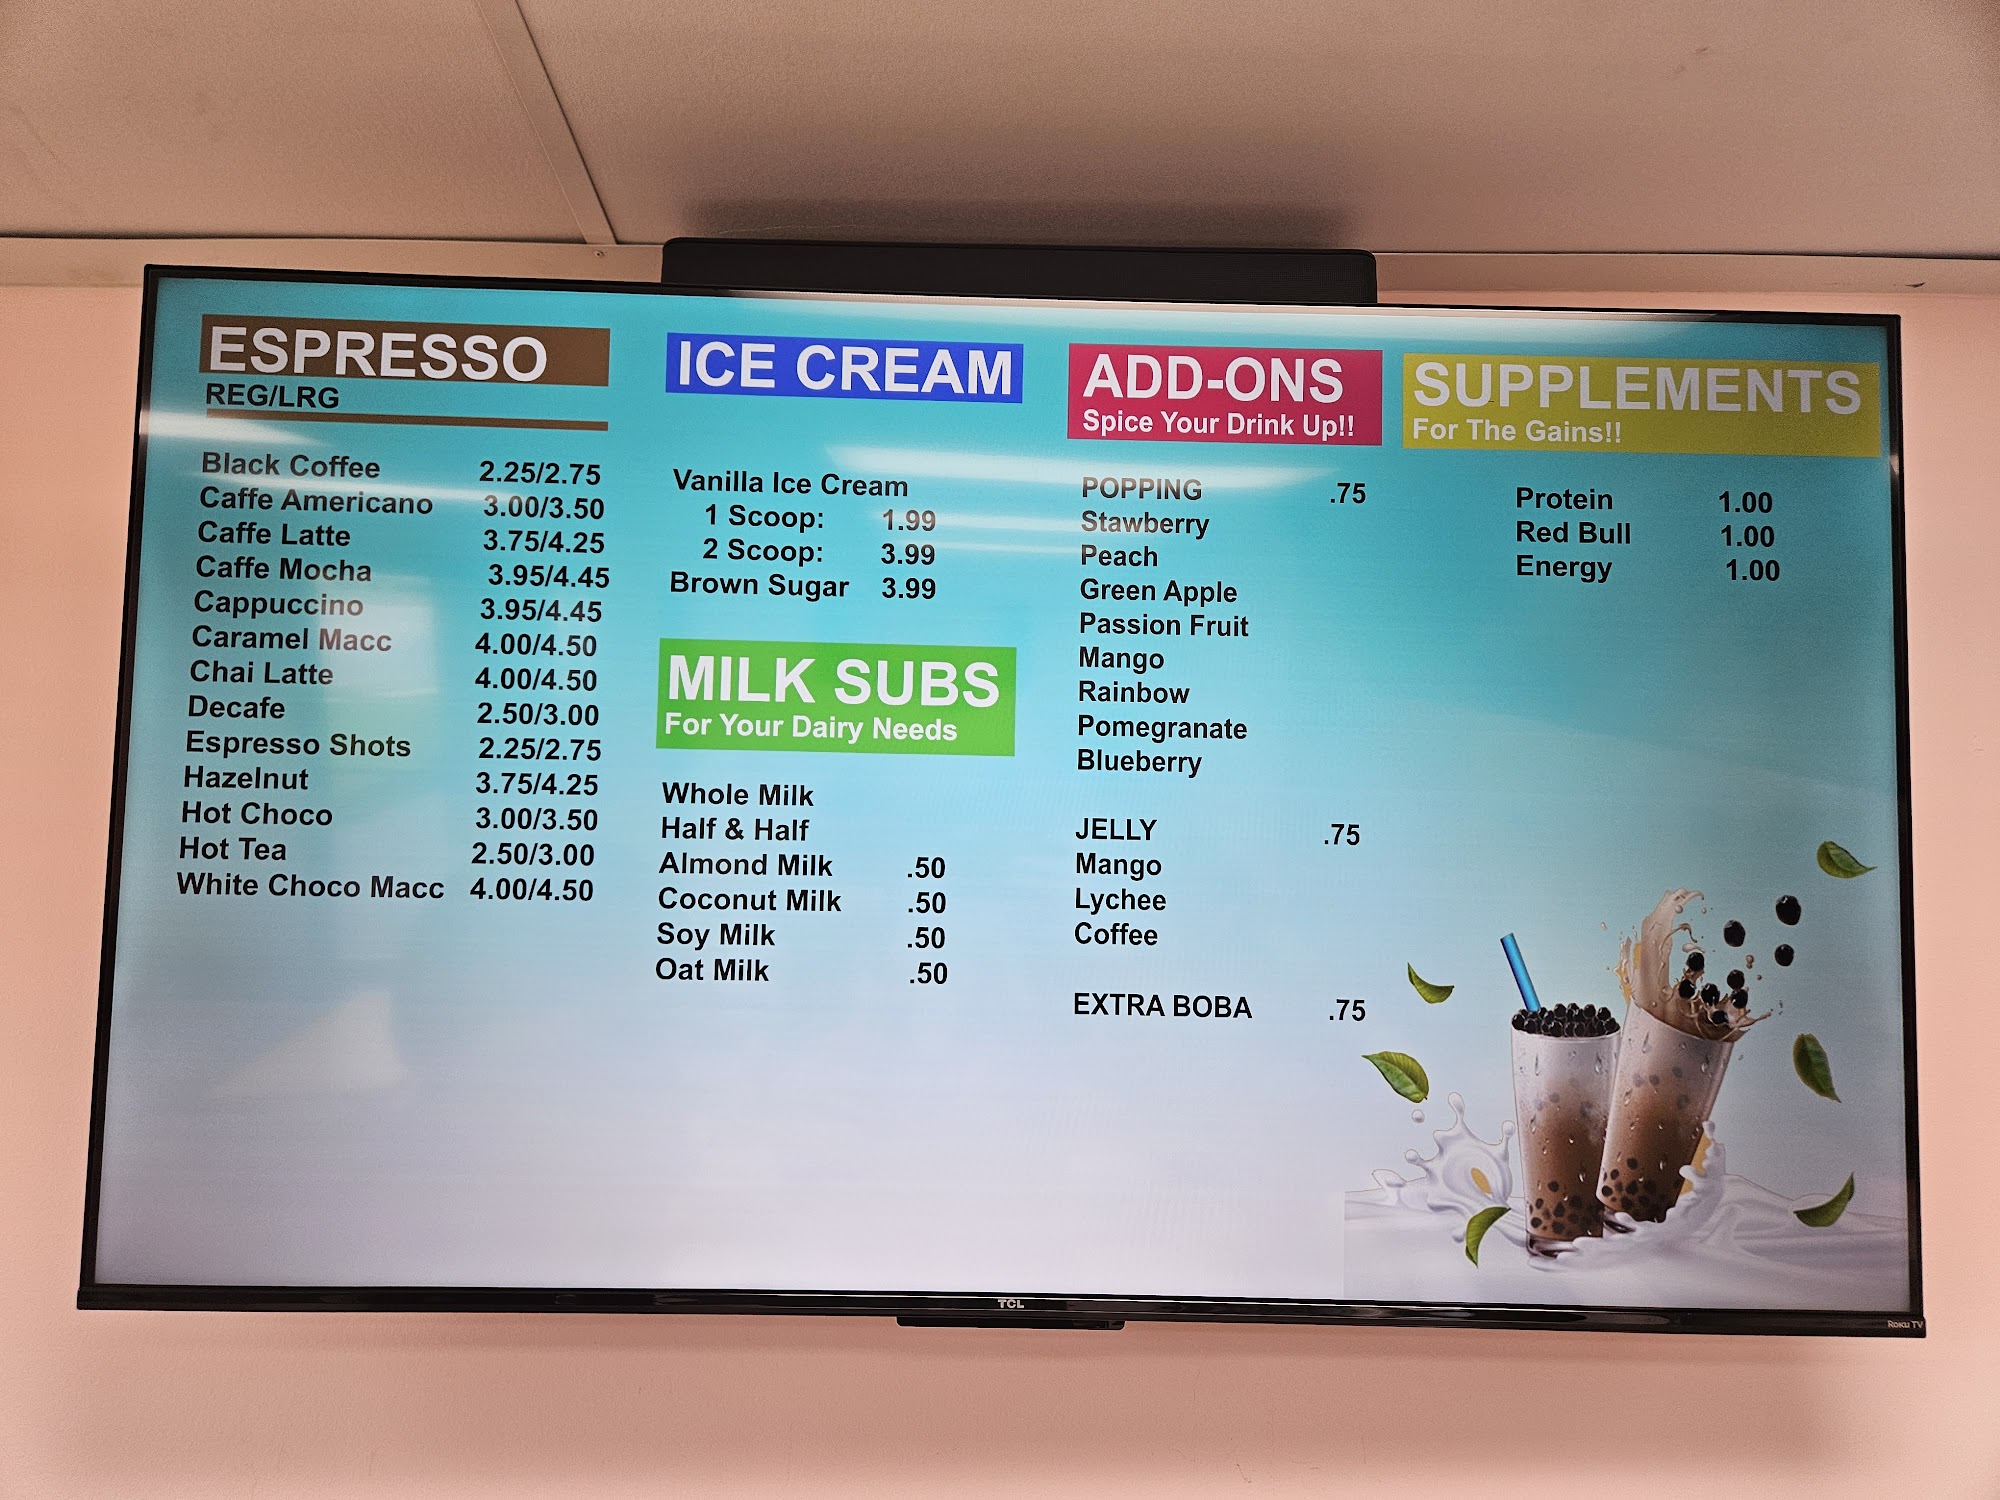 ESPRESSO
REG/LRG
Black Coffee 2.25/2.75
Caffe Americano 3.00/3.50
Caffe Latte 3.75/4.25
Caffe Mocha 3.95/4.45
Cappuccino 3.95/4.45
Caramel Macc 4.00/4.50
Chai Latte 4.00/4.50
Decafe 2.50/3.00
Espresso Shots 2.25/2.75
Hazelnut 3.75/4.25
Hot Choco 3.00/3.50
Hot Tea 2.50/3.00
White Choco Macc 4.00/4.50
ICE CREAM
Vanilla Ice Cream
1 Scoop: 1.99
2 Scoop: 3.99
Brown Sugar 3.99
MILK SUBS
For Your Dairy Needs
Whole Milk
Half & Half
Almond Milk .50
Coconut Milk .50
Soy Milk .50
Oat Milk .50
ADD-ONS
Spice Your Drink Up!!
POPPING .75
Stawberry
Peach
Green Apple
Passion Fruit
Mango
Rainbow
Pomegranate
Blueberry
JELLY .75
Mango
Lychee
Coffee
EXTRA BOBA .75
SUPPLEMENTS
For The Gains!!
Protein 1.00
Red Bull 1.00
Energy 1.00
TCL
Roku TV